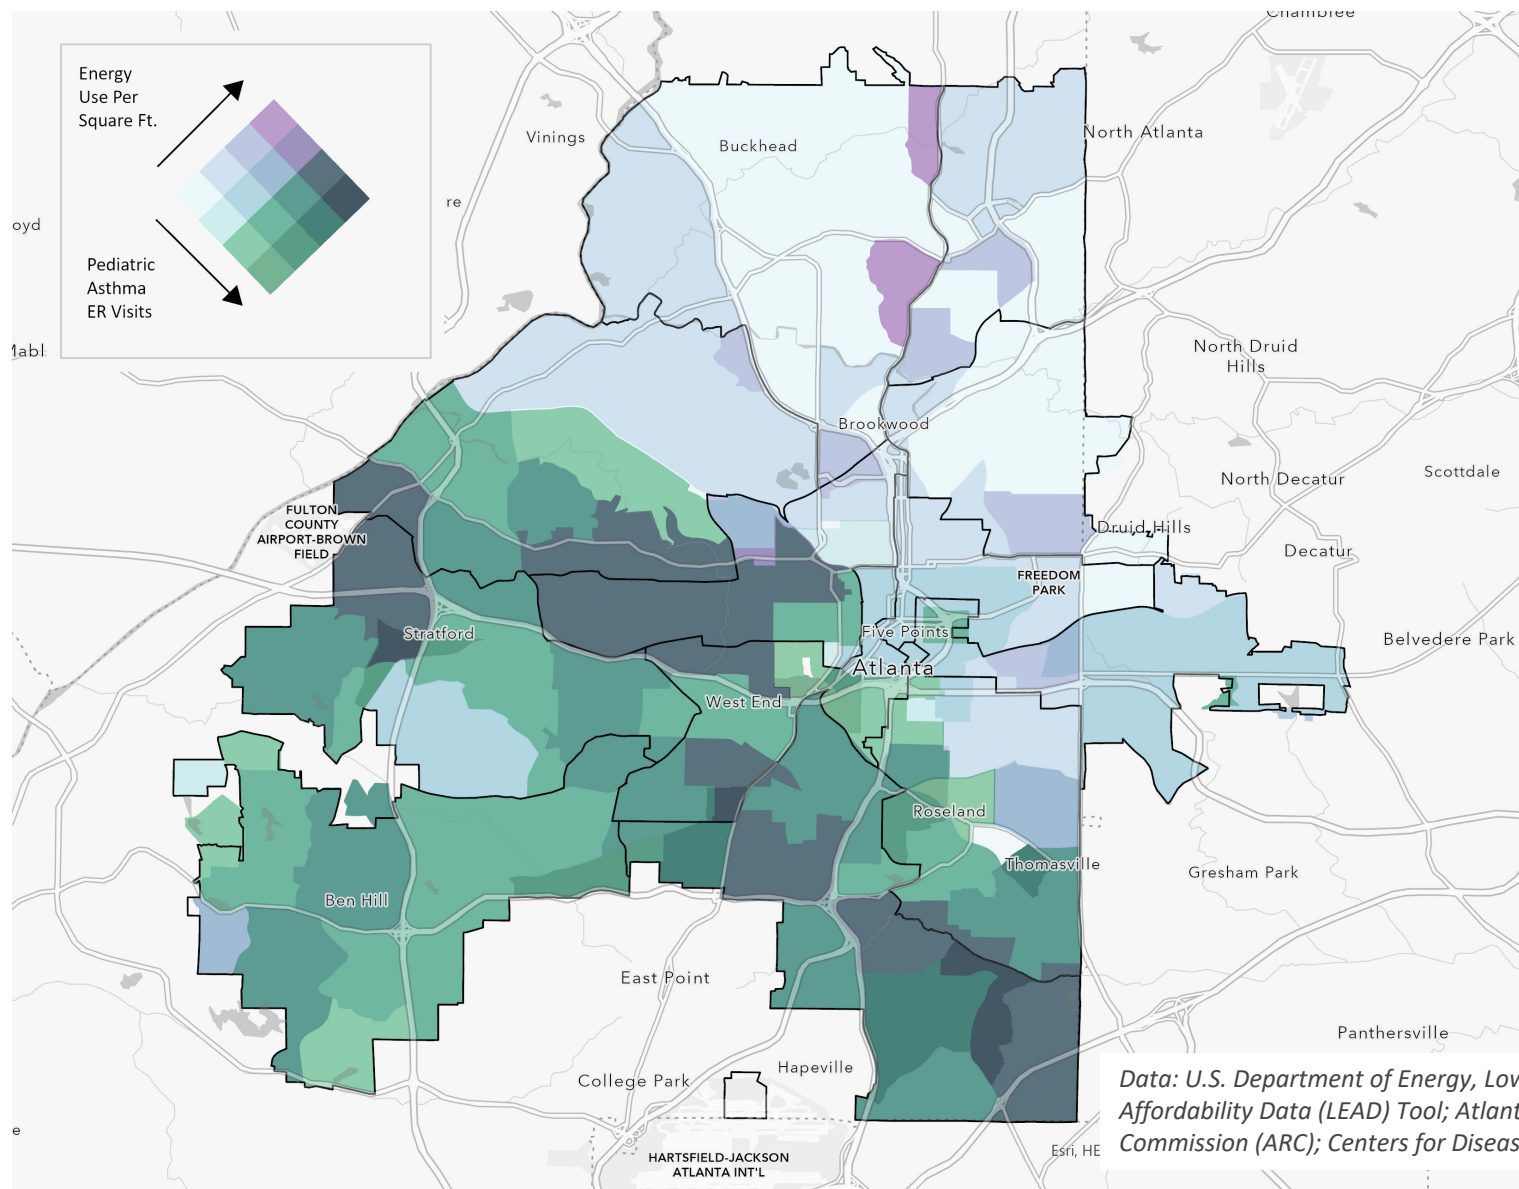 Chamblee
Energy
Use Per
Square Ft.
Pediatric
Asthma
ER Visits
Vinings
Buckhead
North Atlanta
re
oyd
Mabl
North Druid
Hills
Brookwood
North Decatur
Scottdale
FULTON
COUNTY
AIRPORT-BROWN
FIELD
Druid Hills
Decatur
FREEDOM
PARK
Stratford
Five Points
Belvedere Park
Atlanta
West End
Roseland
Thomasville
Gresham Park
Ben Hill
East Point
Panthersville
Hapeville
College Park
e
HARTSFIELD-JACKSON
ATLANTA INT'L
Esri, HE
Data: U.S. Department of Energy, Lov
Affordability Data (LEAD) Tool; Atlant
Commission (ARC); Centers for Diseas